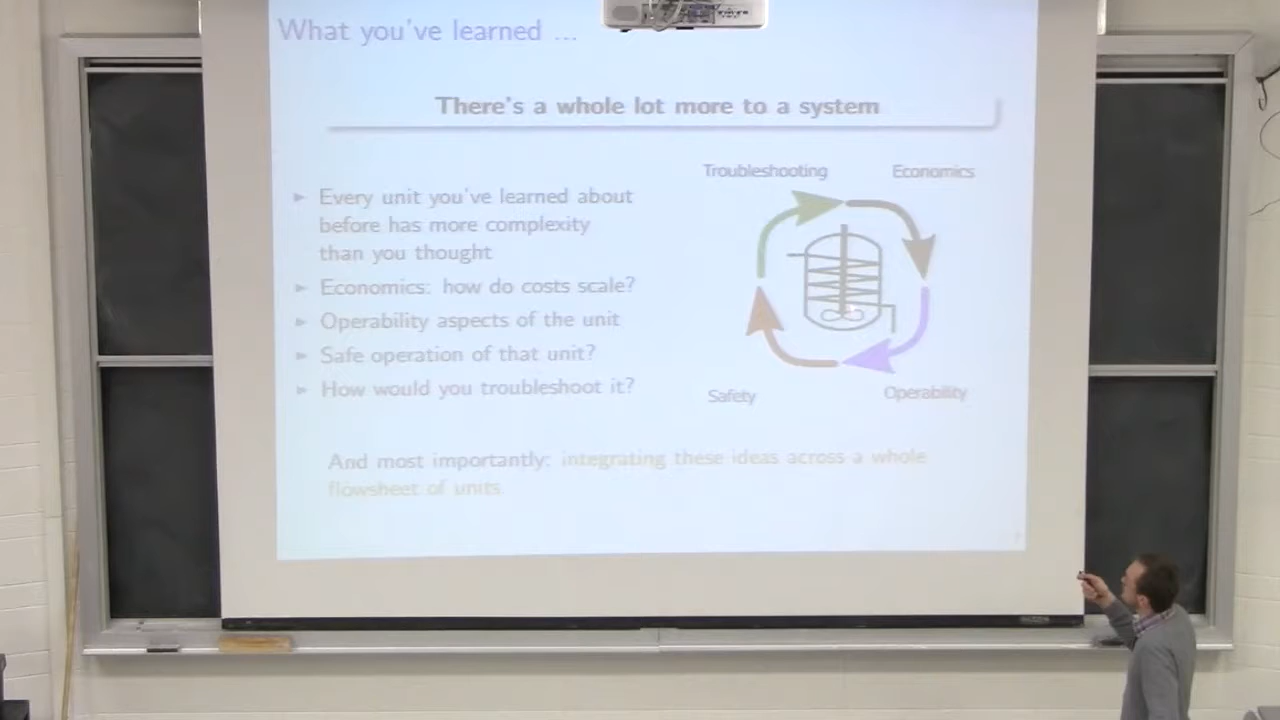 What you've learned ...
There's a whole lot more to a system
Troubleshooting
Economics
► Every unit you've learned about
before has more complexity
than you thought
► Economics: how do costs scale?
► Operability aspects of the unit
► Safe operation of that unit?
► How would you troubleshoot it?
Safety
Operability
And most importantly: integrating these ideas across a whole
flowsheet of units.